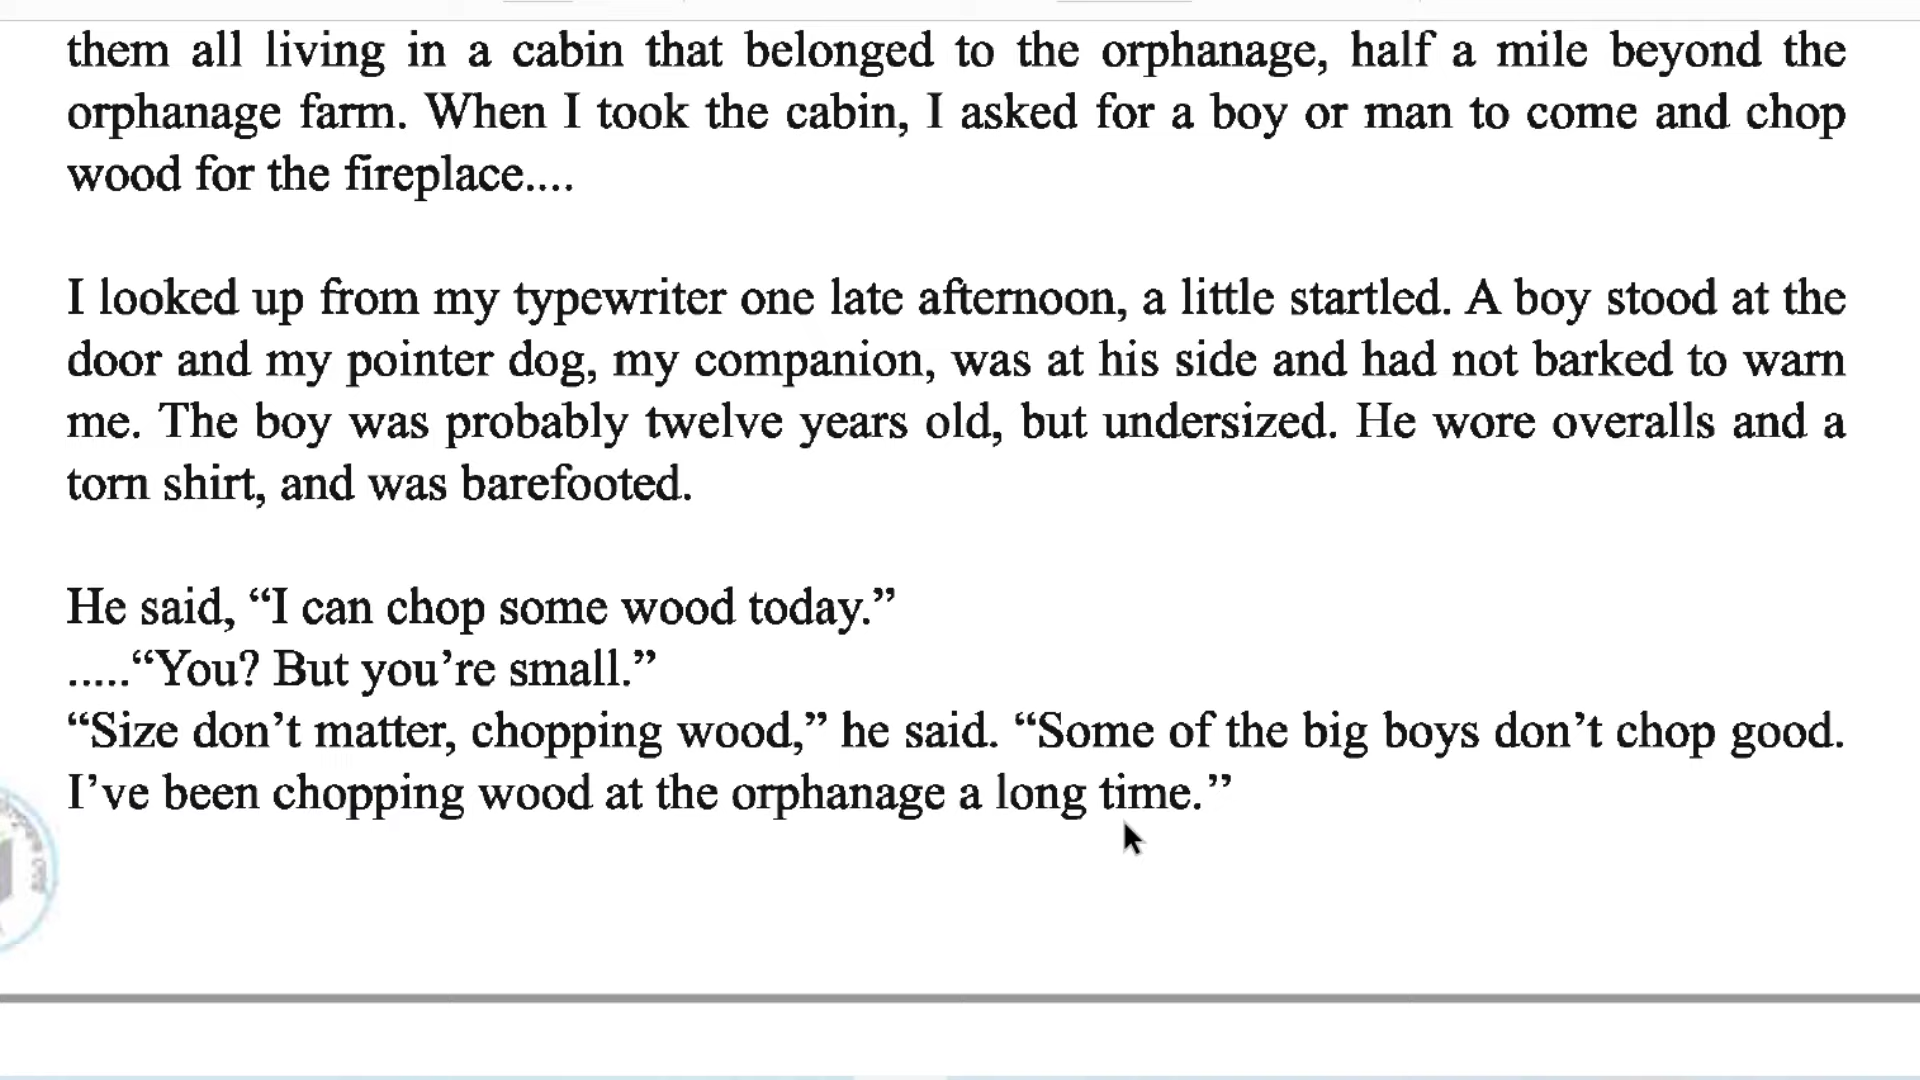 them all living in a cabin that belonged to the orphanage, half a mile beyond the
orphanage farm. When I took the cabin, I asked for a boy or man to come and chop
wood for the fireplace....
I looked up from my typewriter one late afternoon, a little startled. A boy stood at the
door and my pointer dog, my companion, was at his side and had not barked to warn
me. The boy was probably twelve years old, but undersized. He wore overalls and a
torn shirt, and was barefooted.
He said, “I can chop some wood today.”
.....“You? But you’re small.”
“Size don’t matter, chopping wood,” he said. “Some of the big boys don’t chop good.
I’ve been chopping wood at the orphanage a long time.”